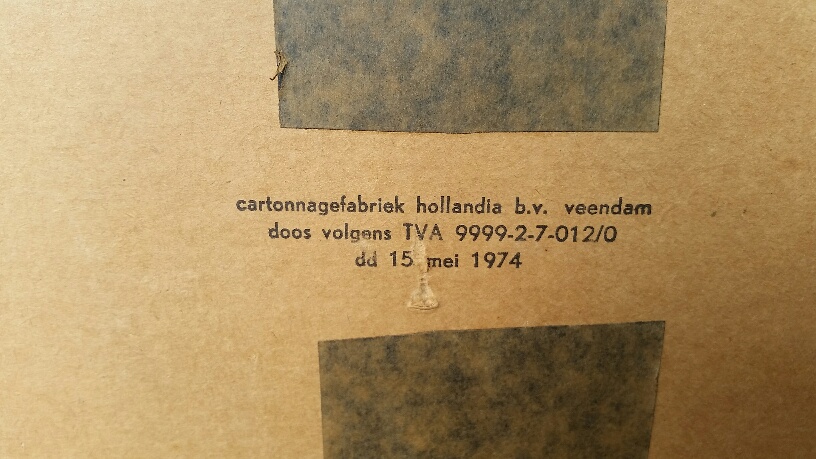 cartonnagefabriek hollandia b.v. veendam
doos volgens TVA 9999-2-7-012/0
dd 15 mei 1974